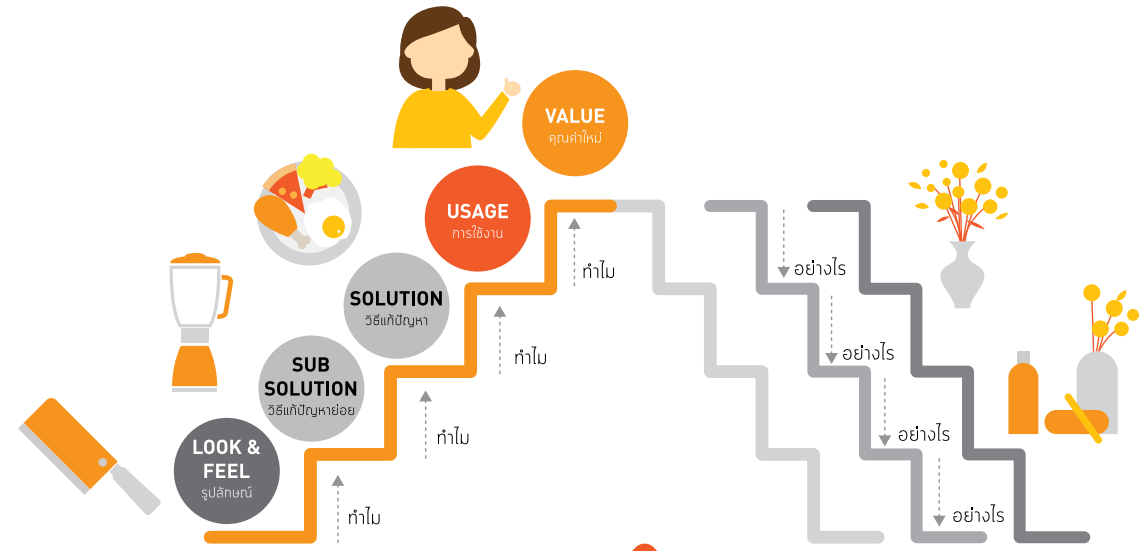 VALUE
คุณค่าใหม่
USAGE
การใช้งาน
SOLUTION
วิธีแก้ปัญหา
SUB
SOLUTION
วิธีแก้ปัญหาย่อย
LOOK &
FEEL
รูปลักษณ์
ทำไม
ทำไม
ทำไม
ทำไม
อย่างไร
อย่างไร
อย่างไร
อย่างไร